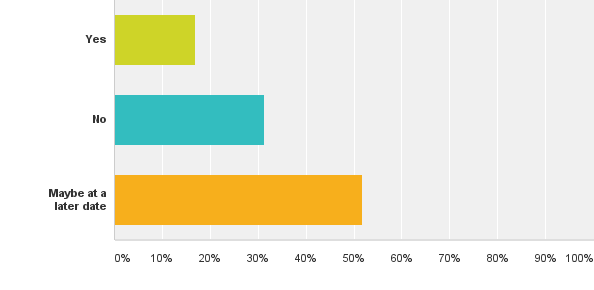 Yes
No
Maybe at a
later date
0% 10% 20% 30% 40% 50% 60% 70% 80% 90% 100%